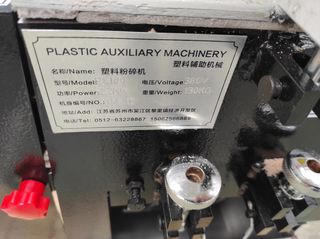 PLASTIC AUXILIARY MACHINERY
塑料辅助机械
名称/Name: 塑料粉碎机
型号/Model: 电压/Voltage: 380V
功率/Power: 重量/Weight: 190KG
机身编号/NO.:
地址/Add: 江苏省苏州市吴江区黎里镇经济开发区
电话/Tel: 0512-63228867